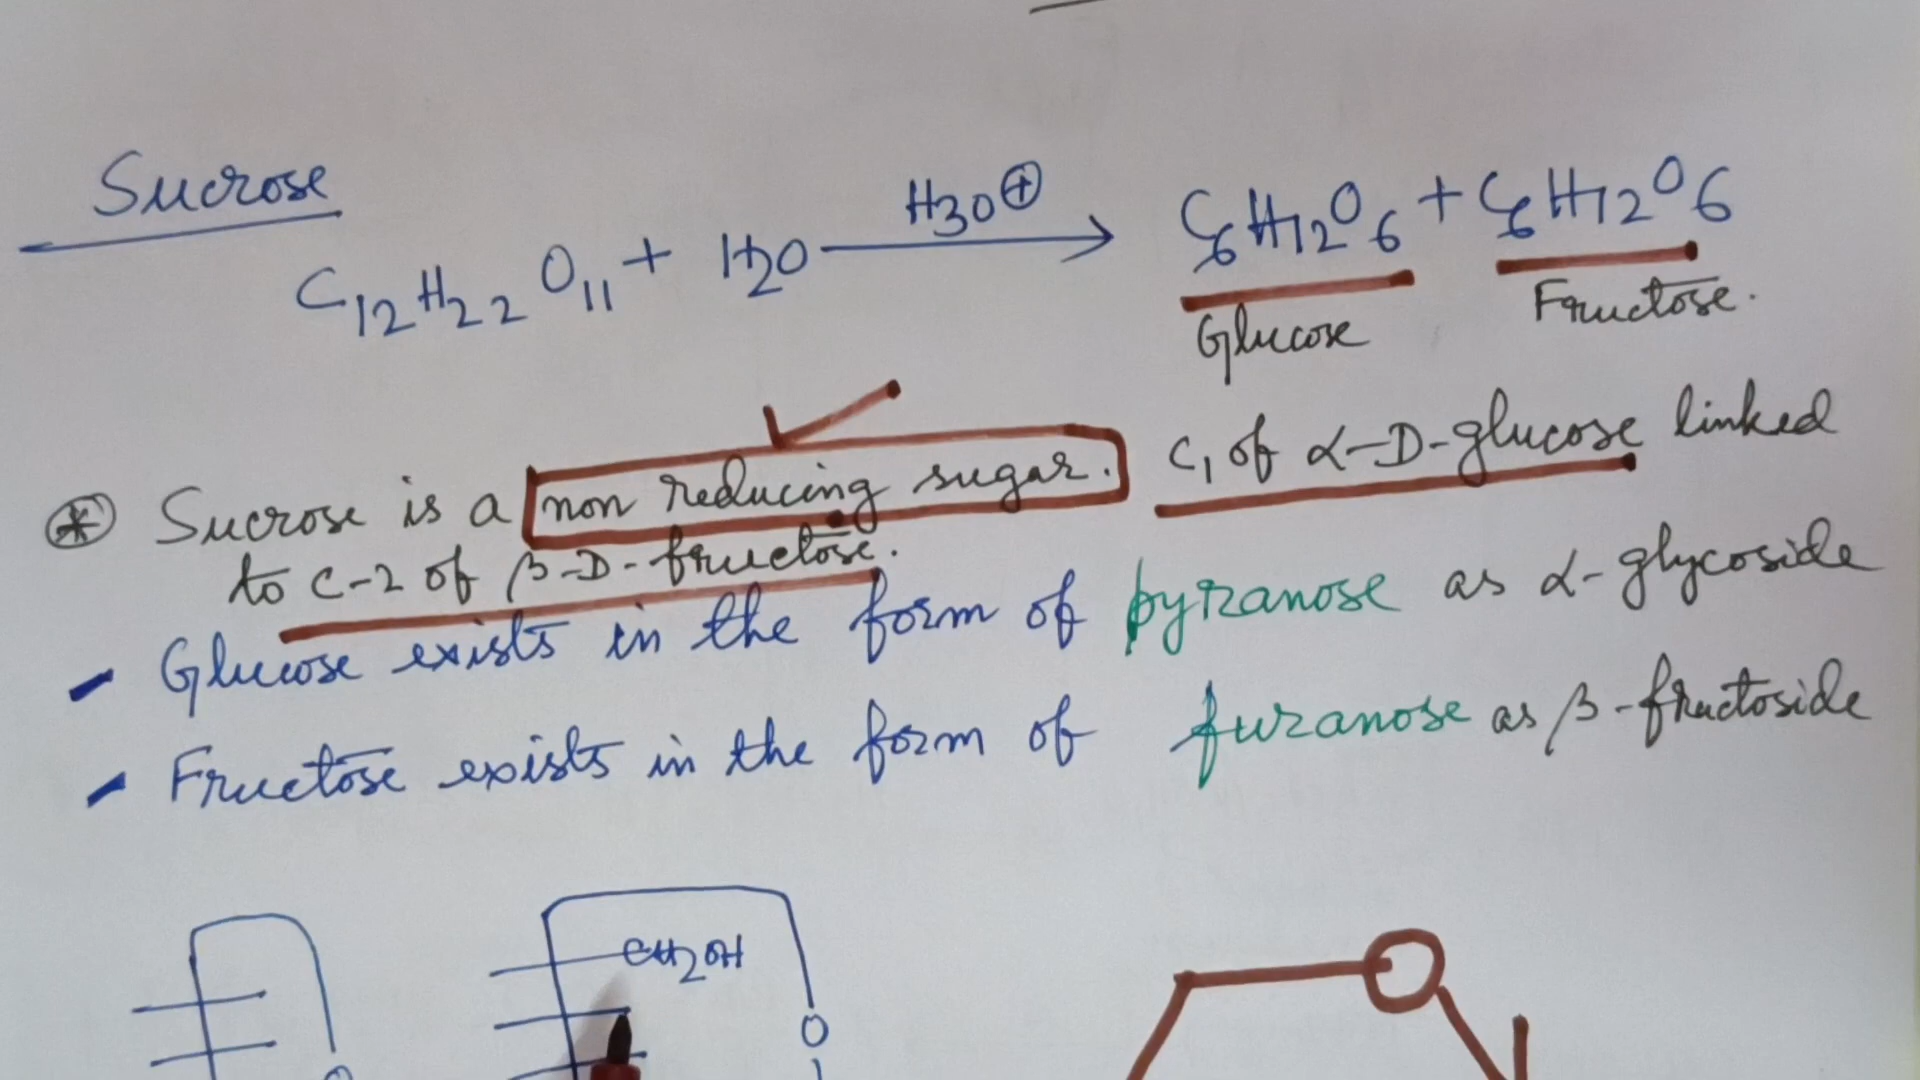 Sucrose
C12H22O11 + H2O H3O⊕ → C6H12O6 + C6H12O6
Glucose Fructose.
⊛ Sucrose is a non reducing sugar. C1 of α-D-glucose linked
to C-2 of β-D-fructose.
- Glucose exists in the form of pyranose as α-glycoside
- Fructose exists in the form of furanose as β-fructoside
CH2OH
O
O
O